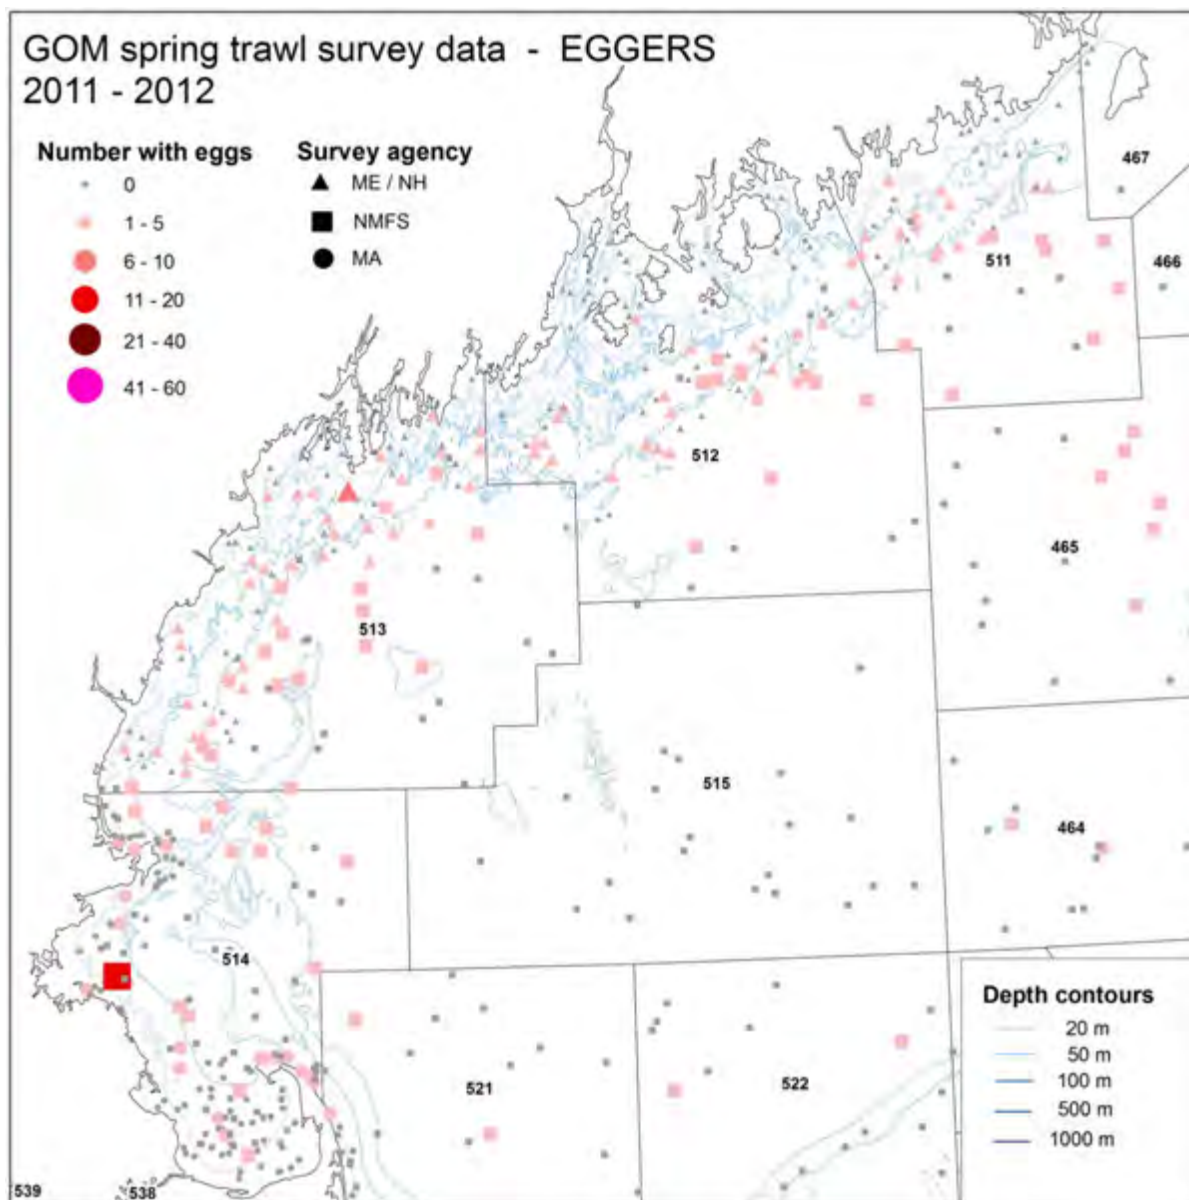 GOM spring trawl survey data - EGGERS
2011 - 2012
Number with eggs
0
1 - 5
6 - 10
11 - 20
21 - 40
41 - 60
Survey agency
ME / NH
NMFS
MA
467
466
511
512
465
513
515
464
514
521
522
539
538
Depth contours
20 m
50 m
100 m
500 m
1000 m